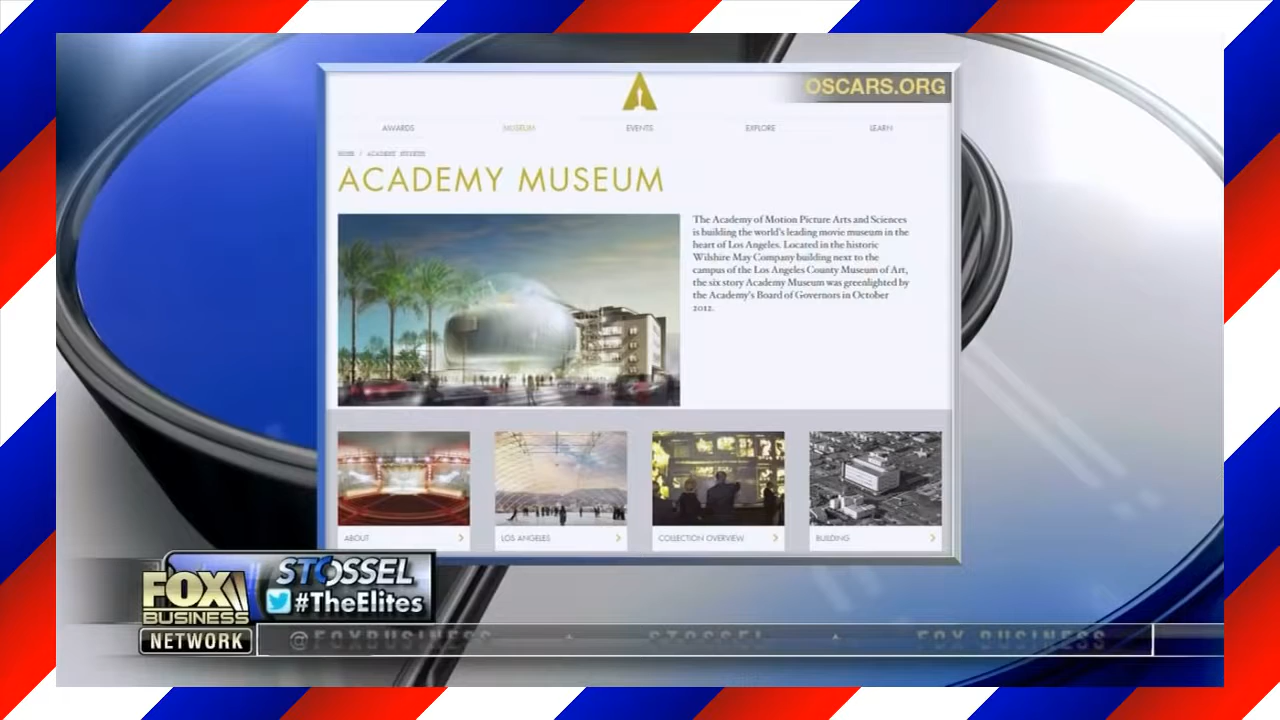 OSCARS.ORG
AWARDS MUSEUM EVENTS EXPLORE LEARN
HOME / ACADEMY MUSEUM
ACADEMY MUSEUM
The Academy of Motion Picture Arts and Sciences
is building the world's leading movie museum in the
heart of Los Angeles. Located in the historic
Wilshire May Company building next to the
campus of the Los Angeles County Museum of Art,
the six story Academy Museum was greenlighted by
the Academy's Board of Governors in October
2012.
ABOUT
LOS ANGELES
COLLECTION OVERVIEW
BUILDING
STOSSEL
#TheElites
FOX
BUSINESS
NETWORK
@FOXBUSINESS STOSSEL FOX BUSINESS